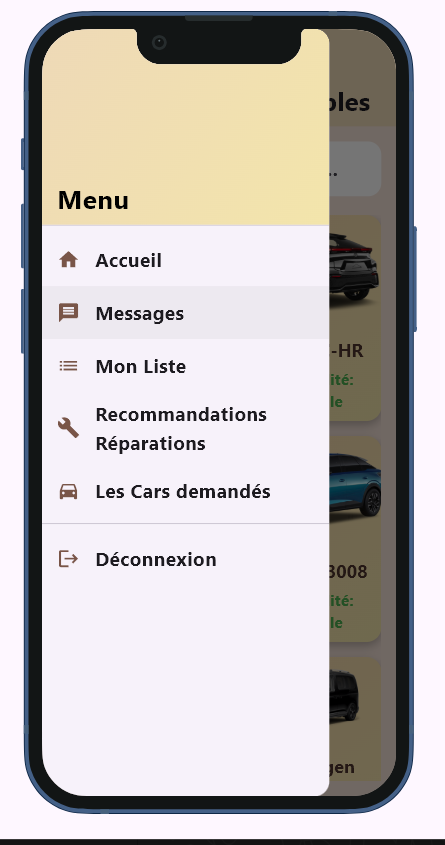 Menu
Accueil
Messages
Mon Liste
Recommandations
Réparations
Les Cars demandés
Déconnexion
bles
..
-HR
ité:
le
3008
ité:
le
gen